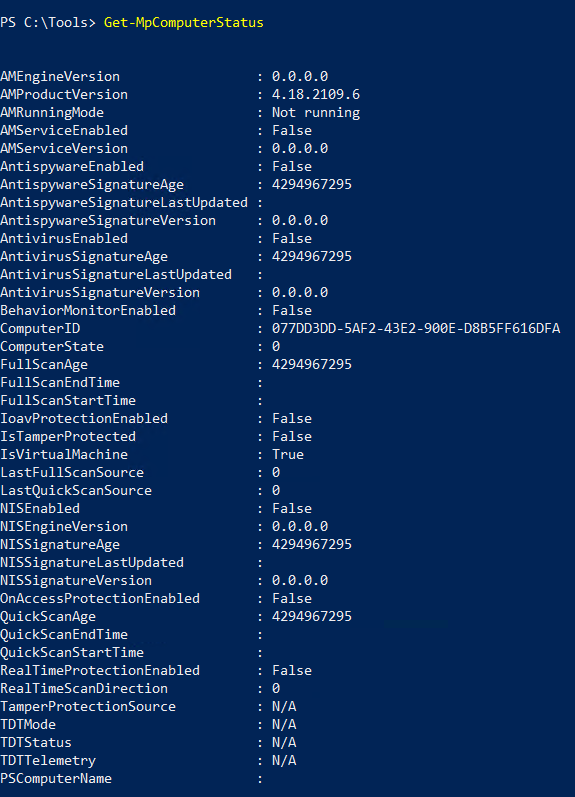 PS C:\Tools> Get-MpComputerStatus
AMEngineVersion : 0.0.0.0
AMProductVersion : 4.18.2109.6
AMRunningMode : Not running
AMServiceEnabled : False
AMServiceVersion : 0.0.0.0
AntispywareEnabled : False
AntispywareSignatureAge : 4294967295
AntispywareSignatureLastUpdated :
AntispywareSignatureVersion : 0.0.0.0
AntivirusEnabled : False
AntivirusSignatureAge : 4294967295
AntivirusSignatureLastUpdated :
AntivirusSignatureVersion : 0.0.0.0
BehaviorMonitorEnabled : False
ComputerID : 077DD3DD-5AF2-43E2-900E-D8B5FF616DFA
ComputerState : 0
FullScanAge : 4294967295
FullScanEndTime :
FullScanStartTime :
IoavProtectionEnabled : False
IsTamperProtected : False
IsVirtualMachine : True
LastFullScanSource : 0
LastQuickScanSource : 0
NISEnabled : False
NISEngineVersion : 0.0.0.0
NISSignatureAge : 4294967295
NISSignatureLastUpdated :
NISSignatureVersion : 0.0.0.0
OnAccessProtectionEnabled : False
QuickScanAge : 4294967295
QuickScanEndTime :
QuickScanStartTime :
RealTimeProtectionEnabled : False
RealTimeScanDirection : 0
TamperProtectionSource : N/A
TDTMode : N/A
TDTStatus : N/A
TDTTelemetry : N/A
PSComputerName :